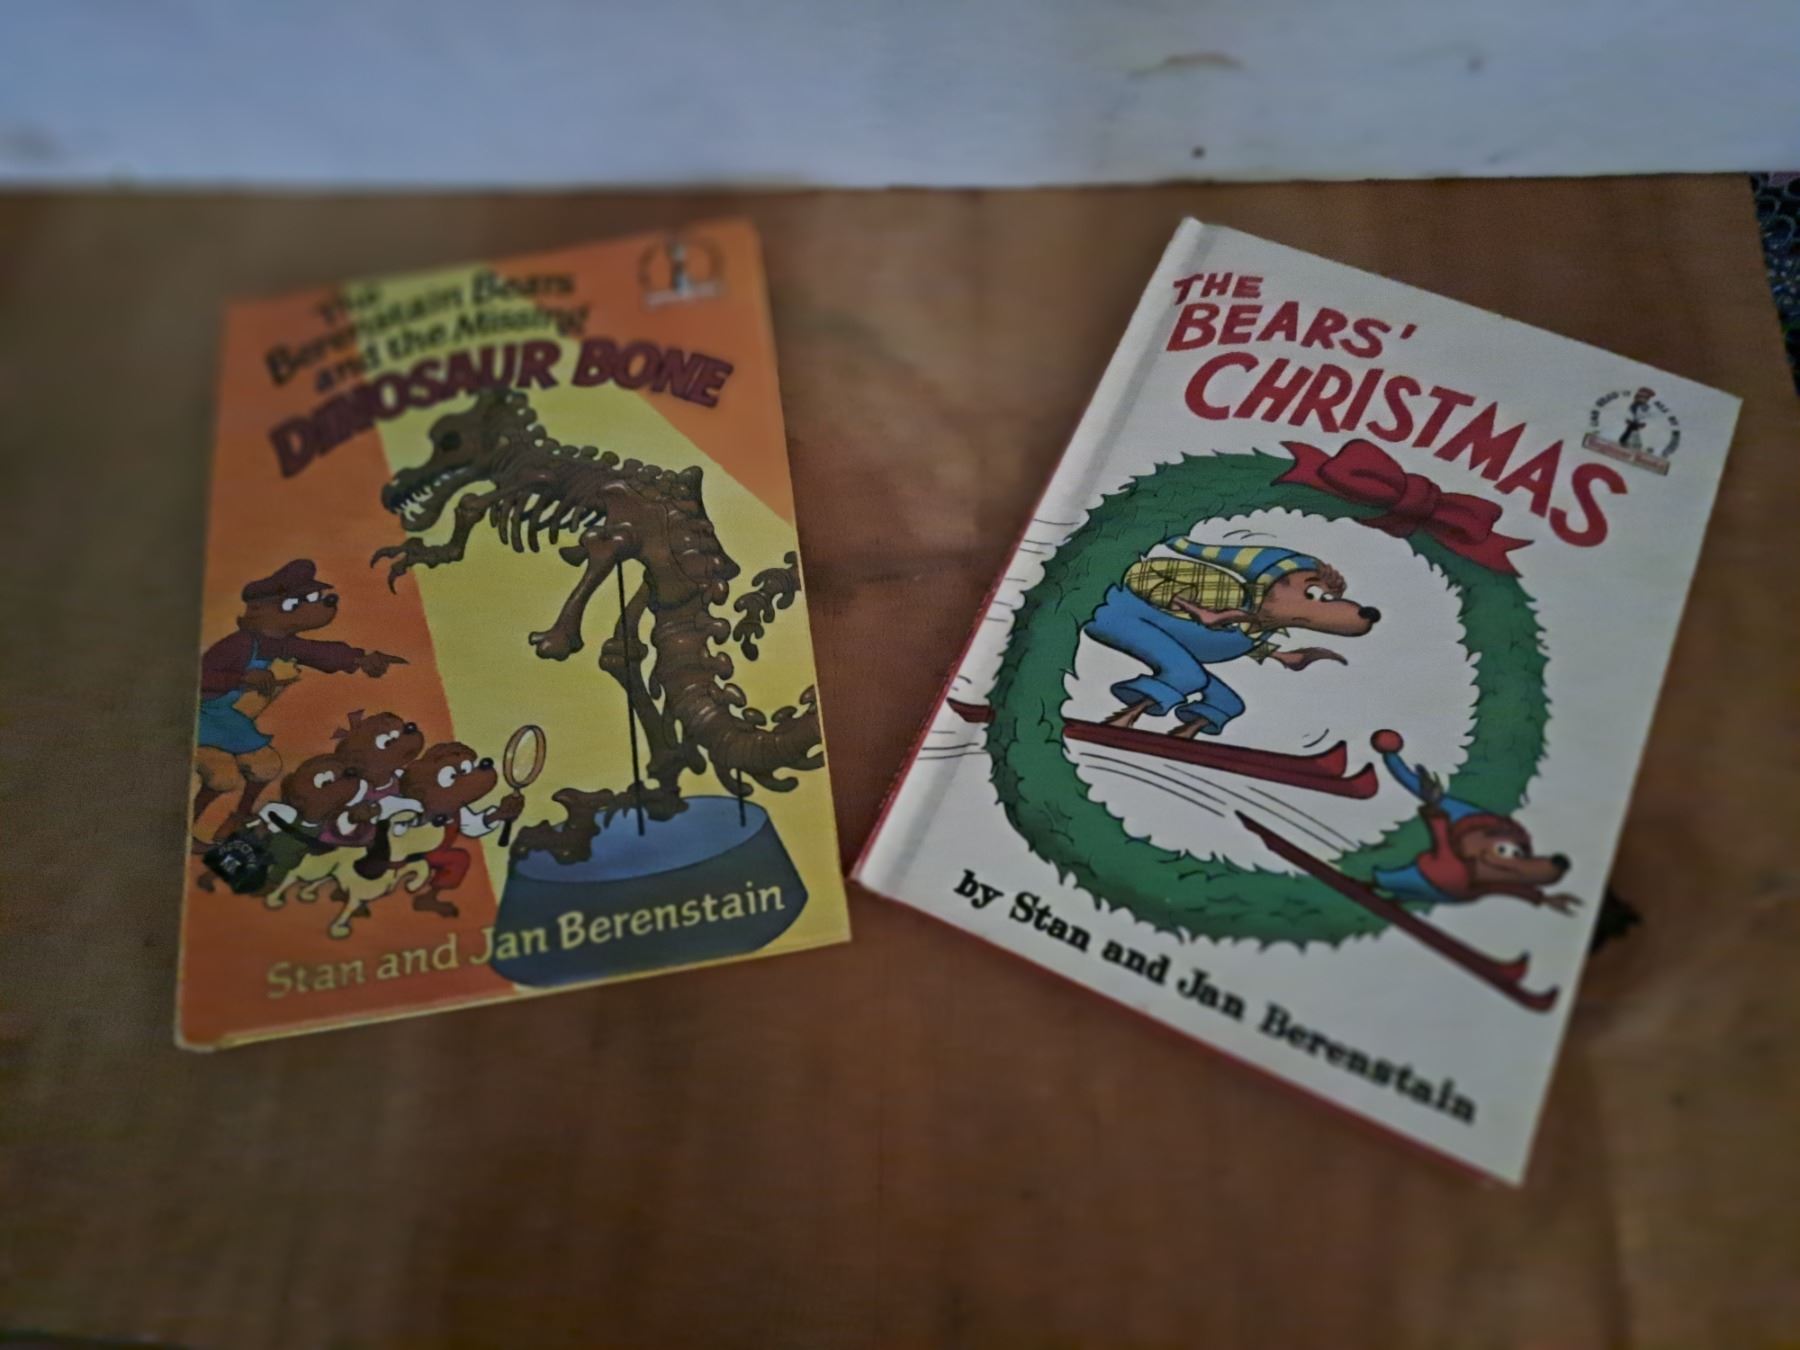 The
Berenstain Bears
and the Missing
DINOSAUR BONE
Stan and Jan Berenstain
THE
BEARS'
CHRISTMAS
by Stan and Jan Berenstain